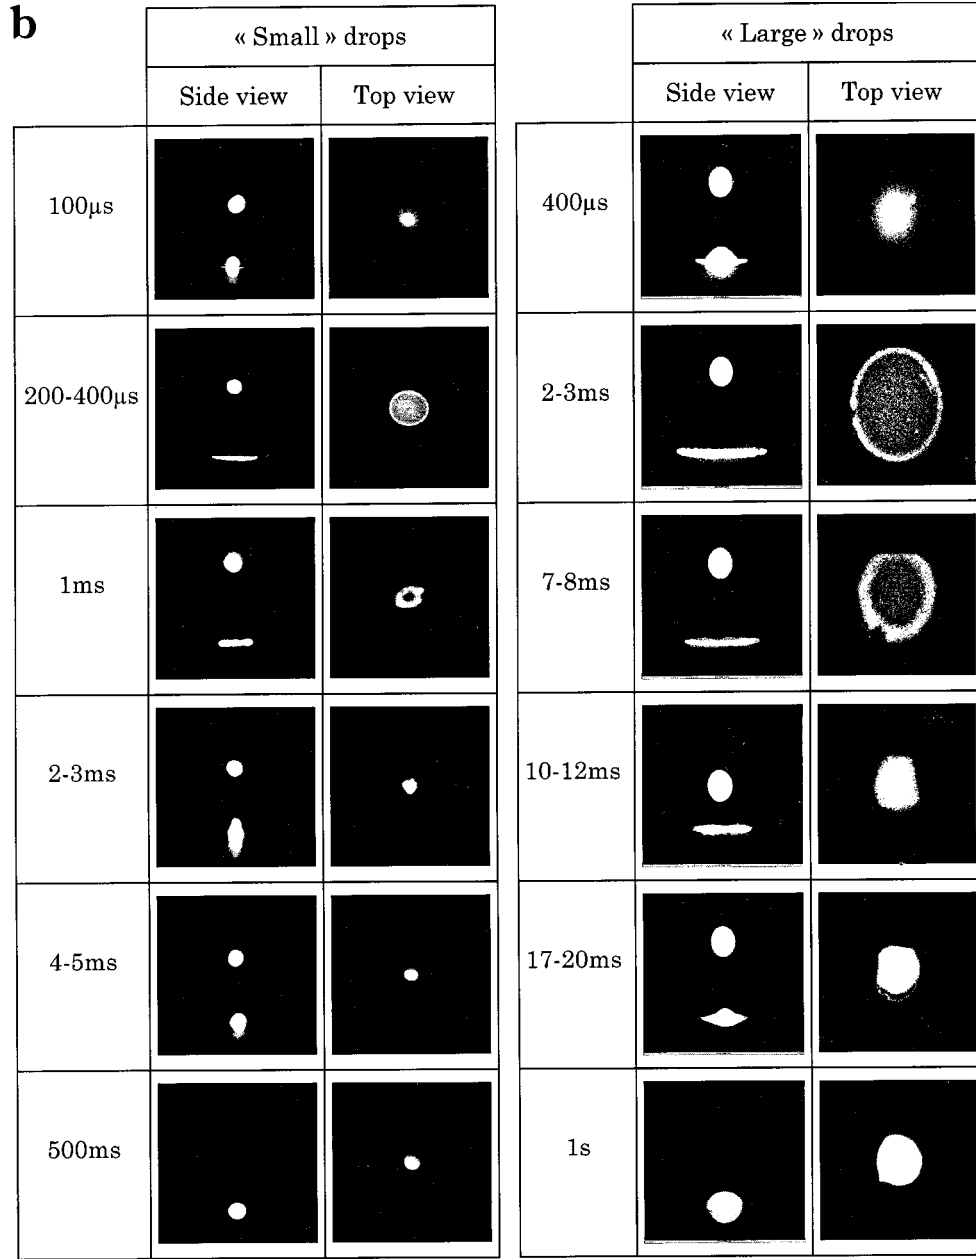 b
« Small » drops
Side view Top view
100µs
200-400µs
1ms
2-3ms
4-5ms
500ms
« Large » drops
Side view Top view
400µs
2-3ms
7-8ms
10-12ms
17-20ms
1s